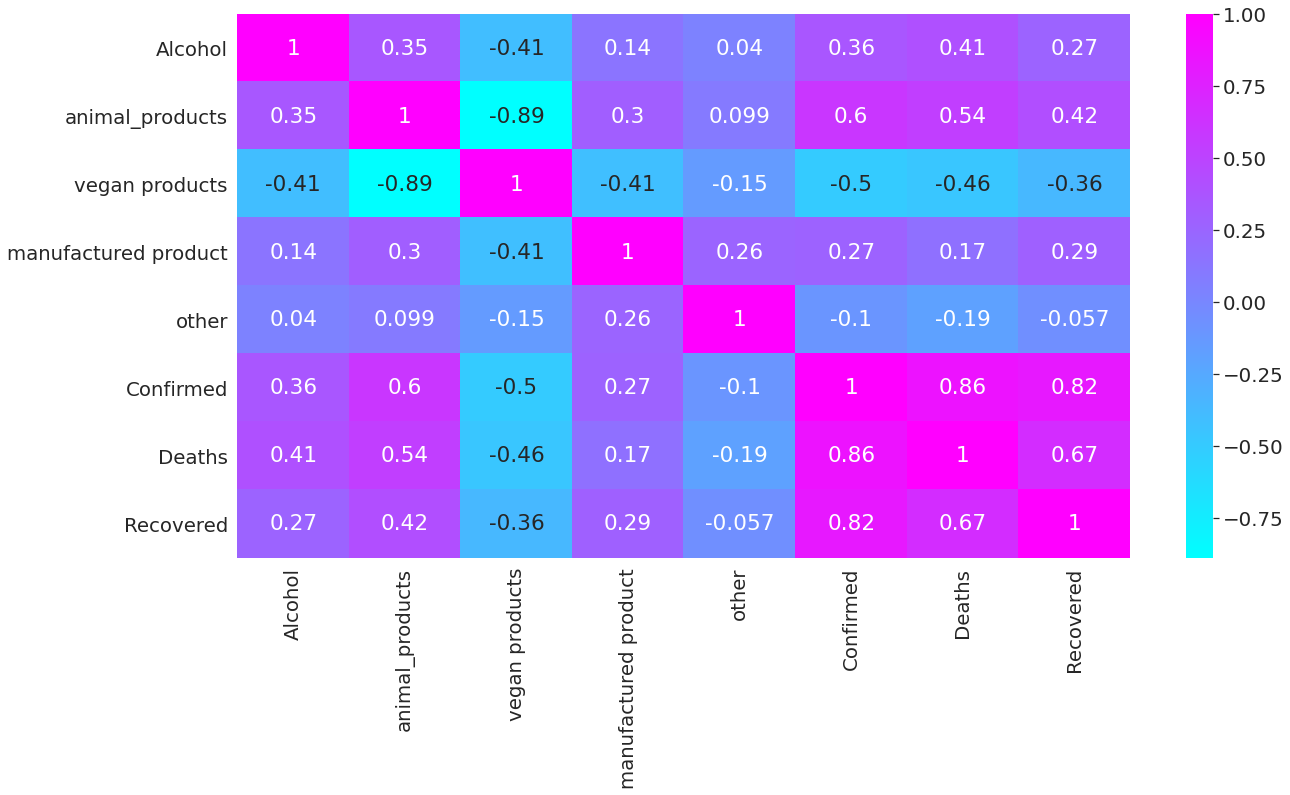 Alcohol 1 0.35 -0.41 0.14 0.04 0.36 0.41 0.27
animal_products 0.35 1 -0.89 0.3 0.099 0.6 0.54 0.42
vegan products -0.41 -0.89 1 -0.41 -0.15 -0.5 -0.46 -0.36
manufactured product 0.14 0.3 -0.41 1 0.26 0.27 0.17 0.29
other 0.04 0.099 -0.15 0.26 1 -0.1 -0.19 -0.057
Confirmed 0.36 0.6 -0.5 0.27 -0.1 1 0.86 0.82
Deaths 0.41 0.54 -0.46 0.17 -0.19 0.86 1 0.67
Recovered 0.27 0.42 -0.36 0.29 -0.057 0.82 0.67 1
Alcohol
animal_products
vegan products
manufactured product
other
Confirmed
Deaths
Recovered
1.00
0.75
0.50
0.25
0.00
−0.25
−0.50
−0.75